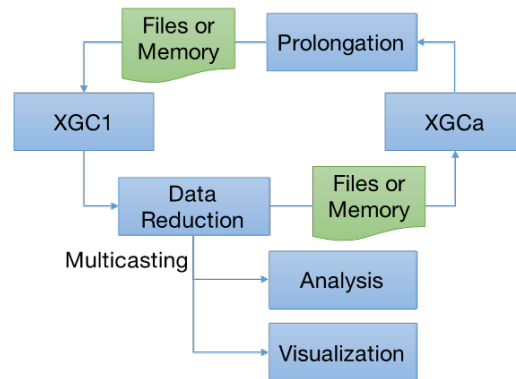 Files or
Memory
Prolongation
XGC1
XGCa
Data
Reduction
Files or
Memory
Multicasting
Analysis
Visualization